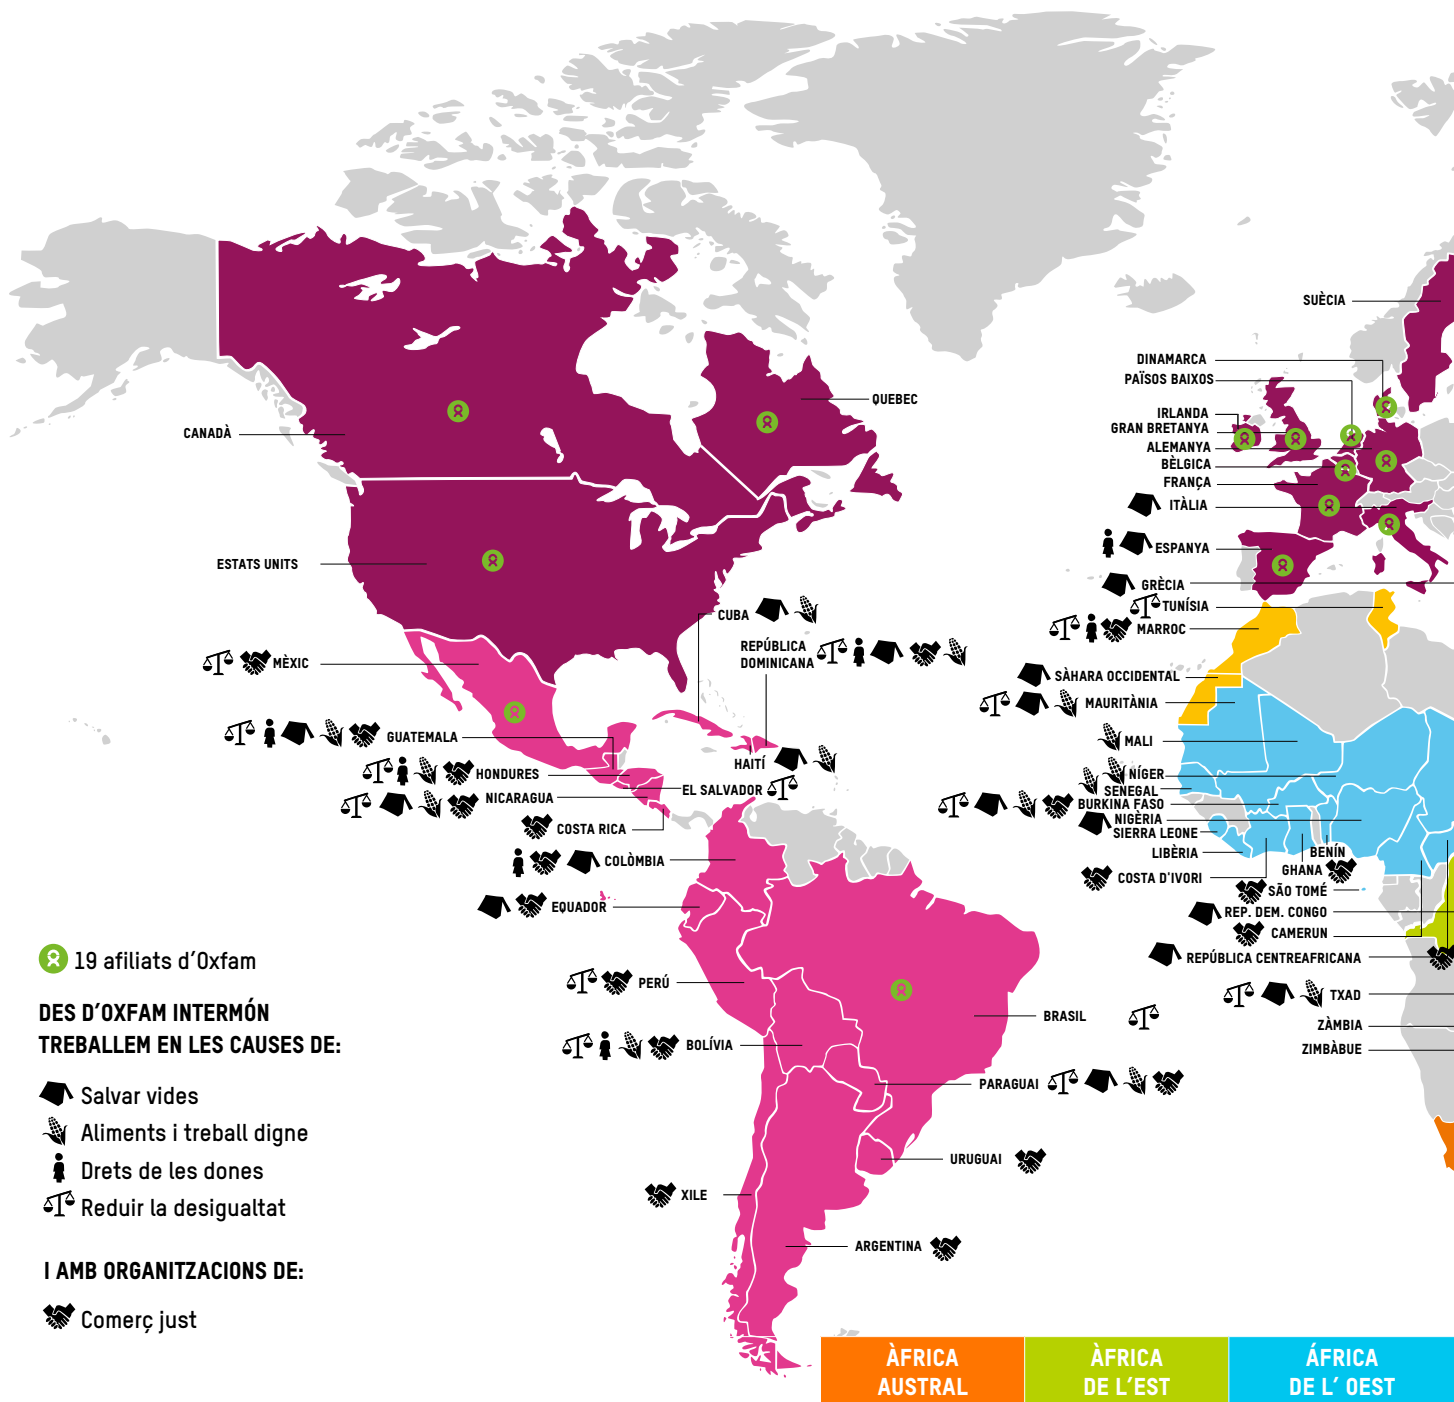 SUÈCIA
DINAMARCA
PAÏSOS BAIXOS
QUEBEC
IRLANDA
GRAN BRETANYA
CANADÀ
ALEMANYA
BÈLGICA
FRANÇA
ITÀLIA
ESPANYA
ESTATS UNITS
GRÈCIA
TUNÍSIA
CUBA
MARROC
REPÚBLICA
DOMINICANA
MÈXIC
SÀHARA OCCIDENTAL
MAURITÀNIA
GUATEMALA
MALI
HAITÍ
HONDURES
NÍGER
EL SALVADOR
SENEGAL
NICARAGUA
BURKINA FASO
NIGÈRIA
COSTA RICA
SIERRA LEONE
LIBÈRIA
BENÍN
COLÒMBIA
GHANA
COSTA D'IVORI
SÃO TOMÉ
EQUADOR
REP. DEM. CONGO
CAMERUN
REPÚBLICA CENTREAFRICANA
PERÚ
TXAD
BRASIL
ZÀMBIA
BOLÍVIA
ZIMBÀBUE
PARAGUAI
URUGUAI
XILE
ARGENTINA
19 afiliats d'Oxfam
DES D'OXFAM INTERMÓN
TREBALLEM EN LES CAUSES DE:
Salvar vides
Aliments i treball digne
Drets de les dones
Reduir la desigualtat
I AMB ORGANITZACIONS DE:
Comerç just
ÀFRICA
AUSTRAL
ÀFRICA
DE L'EST
ÁFRICA
DE L' OEST